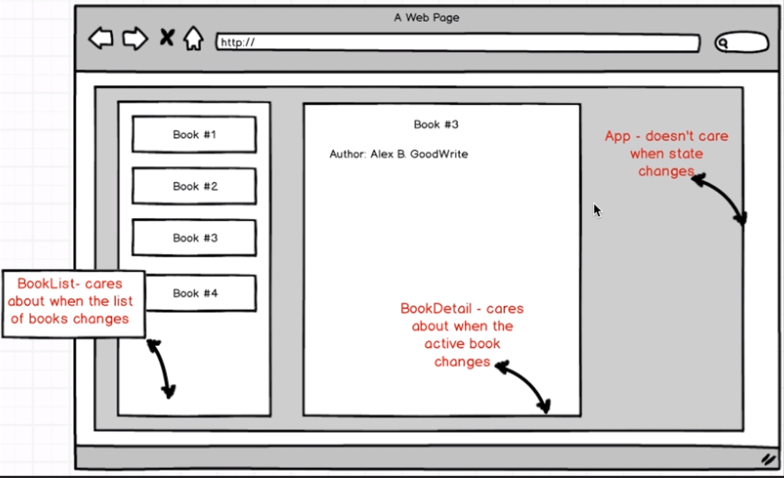 A Web Page
http://
Book #1
Book #2
Book #3
Book #4
Book #3
Author: Alex B. GoodWrite
App - doesn't care
when state
changes
BookList- cares
about when the list
of books changes
BookDetail - cares
about when the
active book
changes